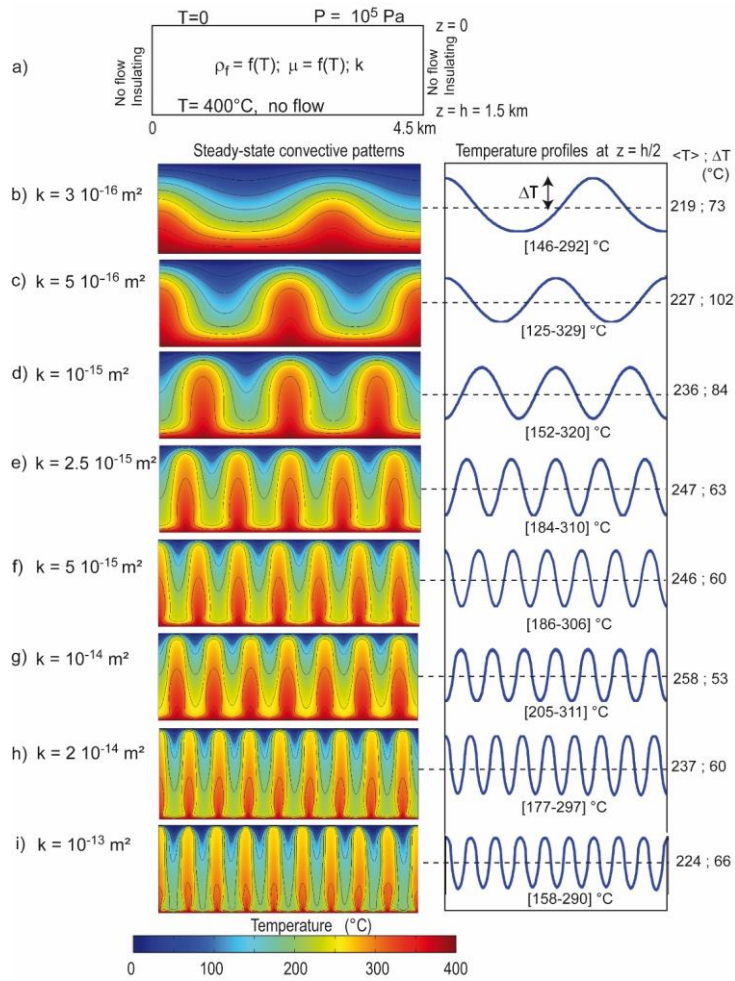 T=0 P = 10⁵ Pa z = 0
a) No flow Insulating ρf = f(T); μ = f(T); k No flow Insulating
T= 400°C, no flow z = h = 1.5 km
0 4.5 km
Steady-state convective patterns Temperature profiles at z = h/2 <T> ; ΔT
(°C)
b) k = 3 10⁻¹⁶ m² ΔT 219 ; 73
[146-292] °C
c) k = 5 10⁻¹⁶ m² 227 ; 102
[125-329] °C
d) k = 10⁻¹⁵ m² 236 ; 84
[152-320] °C
e) k = 2.5 10⁻¹⁵ m² 247 ; 63
[184-310] °C
f) k = 5 10⁻¹⁵ m² 246 ; 60
[186-306] °C
g) k = 10⁻¹⁴ m² 258 ; 53
[205-311] °C
h) k = 2 10⁻¹⁴ m² 237 ; 60
[177-297] °C
i) k = 10⁻¹³ m² 224 ; 66
[158-290] °C
Temperature (°C)
0 100 200 300 400